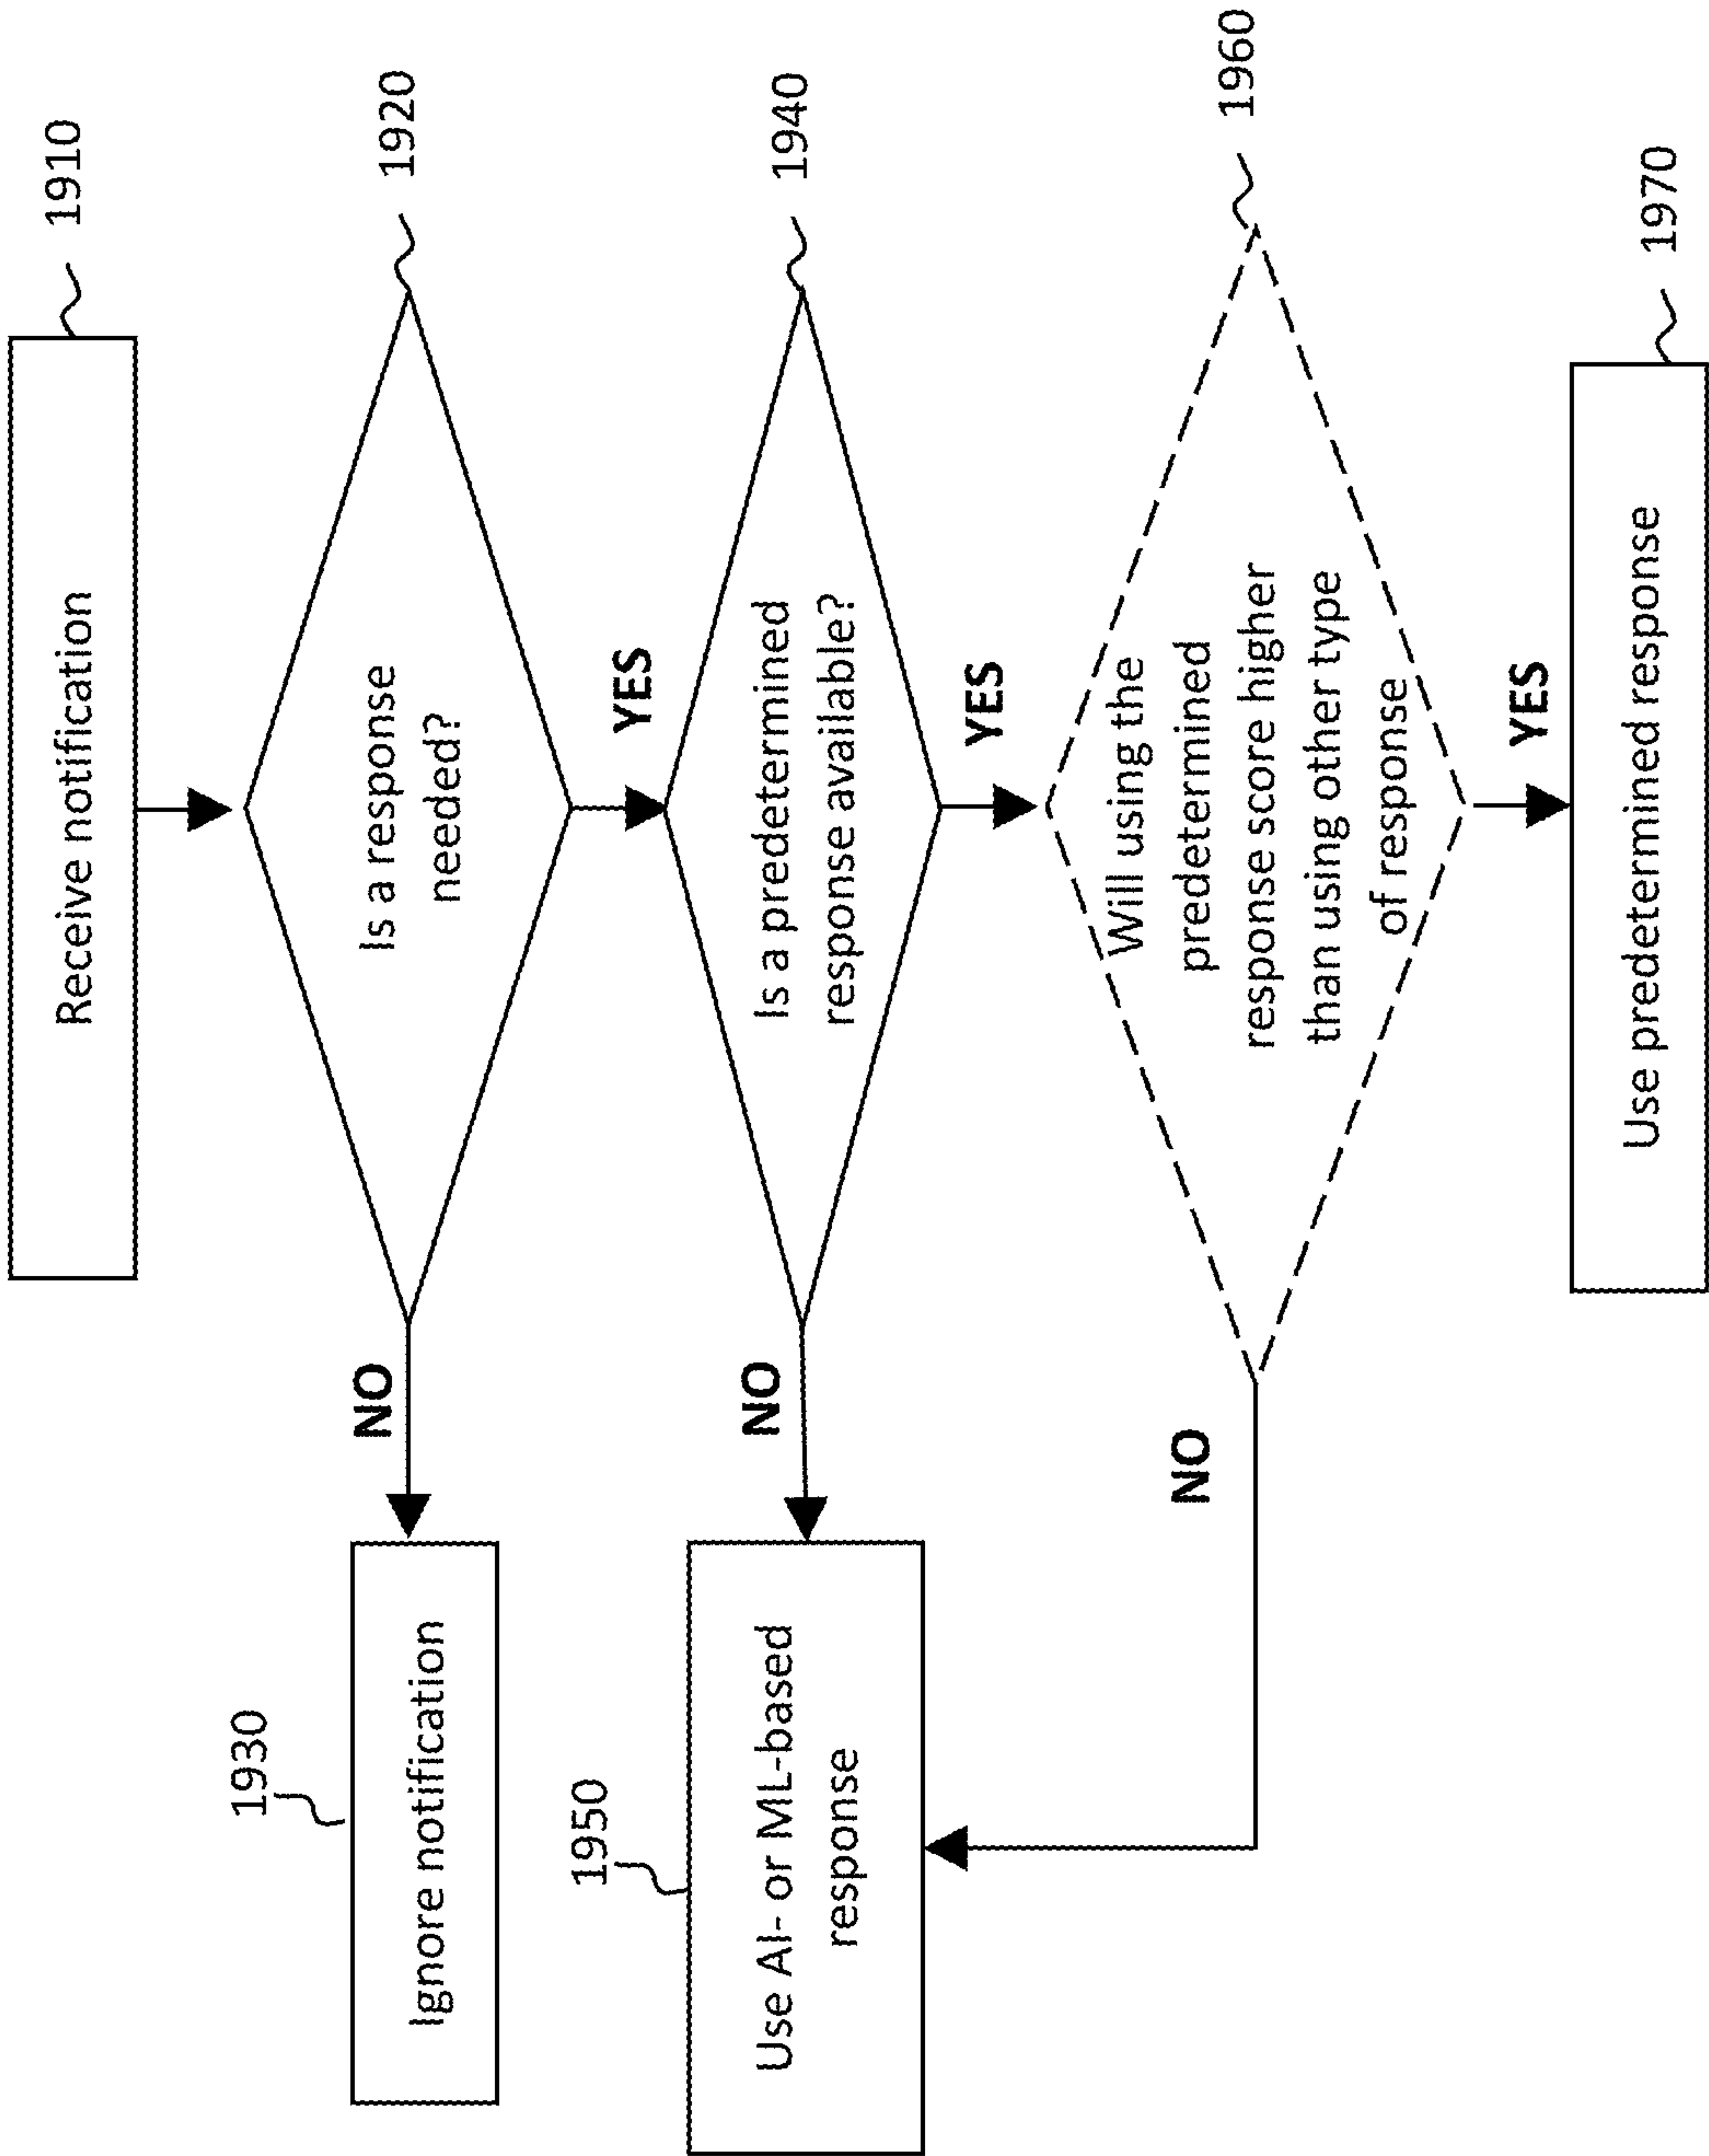 Receive notification
1910
Is a response
needed?
1920
NO
YES
Ignore notification
1930
Is a predetermined
response available?
1940
NO
YES
Use AI- or ML-based
response
1950
Will using the
predetermined
response score higher
than using other type
of response
1960
NO
YES
Use predetermined response
1970